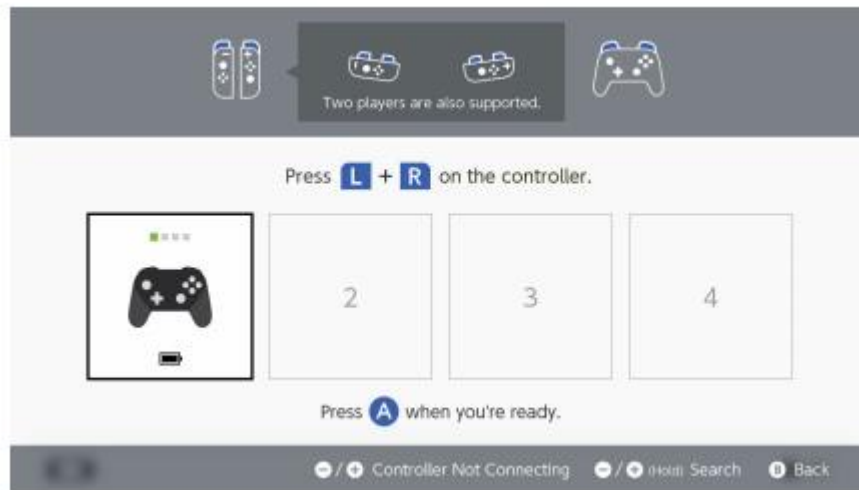 Two players are also supported.
Press L + R on the controller.
2
3
4
Press A when you're ready.
-/+ Controller Not Connecting -/+ (Hold) Search B Back